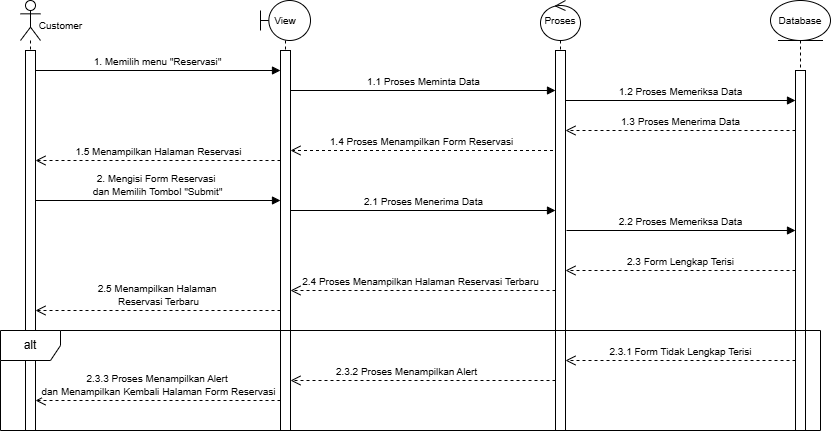 Customer
View
Proses
Database
1. Memilih menu "Reservasi"
1.1 Proses Meminta Data
1.2 Proses Memeriksa Data
1.3 Proses Menerima Data
1.4 Proses Menampilkan Form Reservasi
1.5 Menampilkan Halaman Reservasi
2. Mengisi Form Reservasi
dan Memilih Tombol "Submit"
2.1 Proses Menerima Data
2.2 Proses Memeriksa Data
2.3 Form Lengkap Terisi
2.4 Proses Menampilkan Halaman Reservasi Terbaru
2.5 Menampilkan Halaman
Reservasi Terbaru
alt
2.3.1 Form Tidak Lengkap Terisi
2.3.2 Proses Menampilkan Alert
2.3.3 Proses Menampilkan Alert
dan Menampilkan Kembali Halaman Form Reservasi